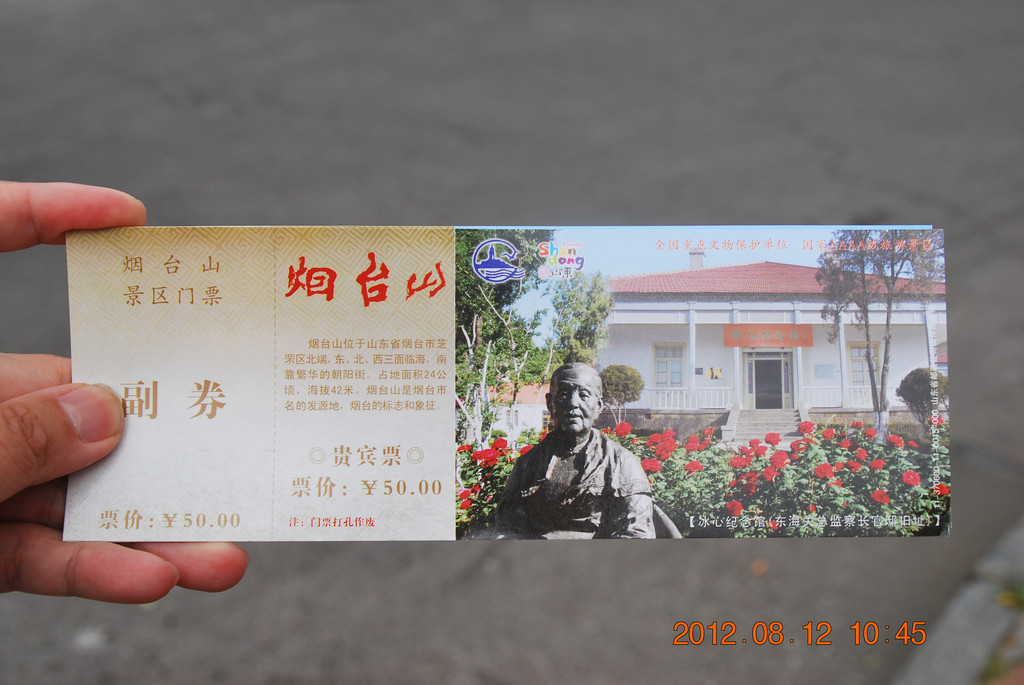 烟台山
景区门票
副 券
票价:￥50.00
烟台山
烟台山位于山东省烟台市芝
罘区北端,东、北、西三面临海,南
靠繁华的朝阳街,占地面积24公
顷,海拔42米。烟台山是烟台市
名的发源地,烟台的标志和象征。
◎贵宾票◎
票价:￥50.00
注:门票打孔作废
Shandong
山东
全国重点文物保护单位 国家AAAA级旅游景区
【冰心纪念馆(东海关总监察长官邸旧址)】
2012.08.12 10:45